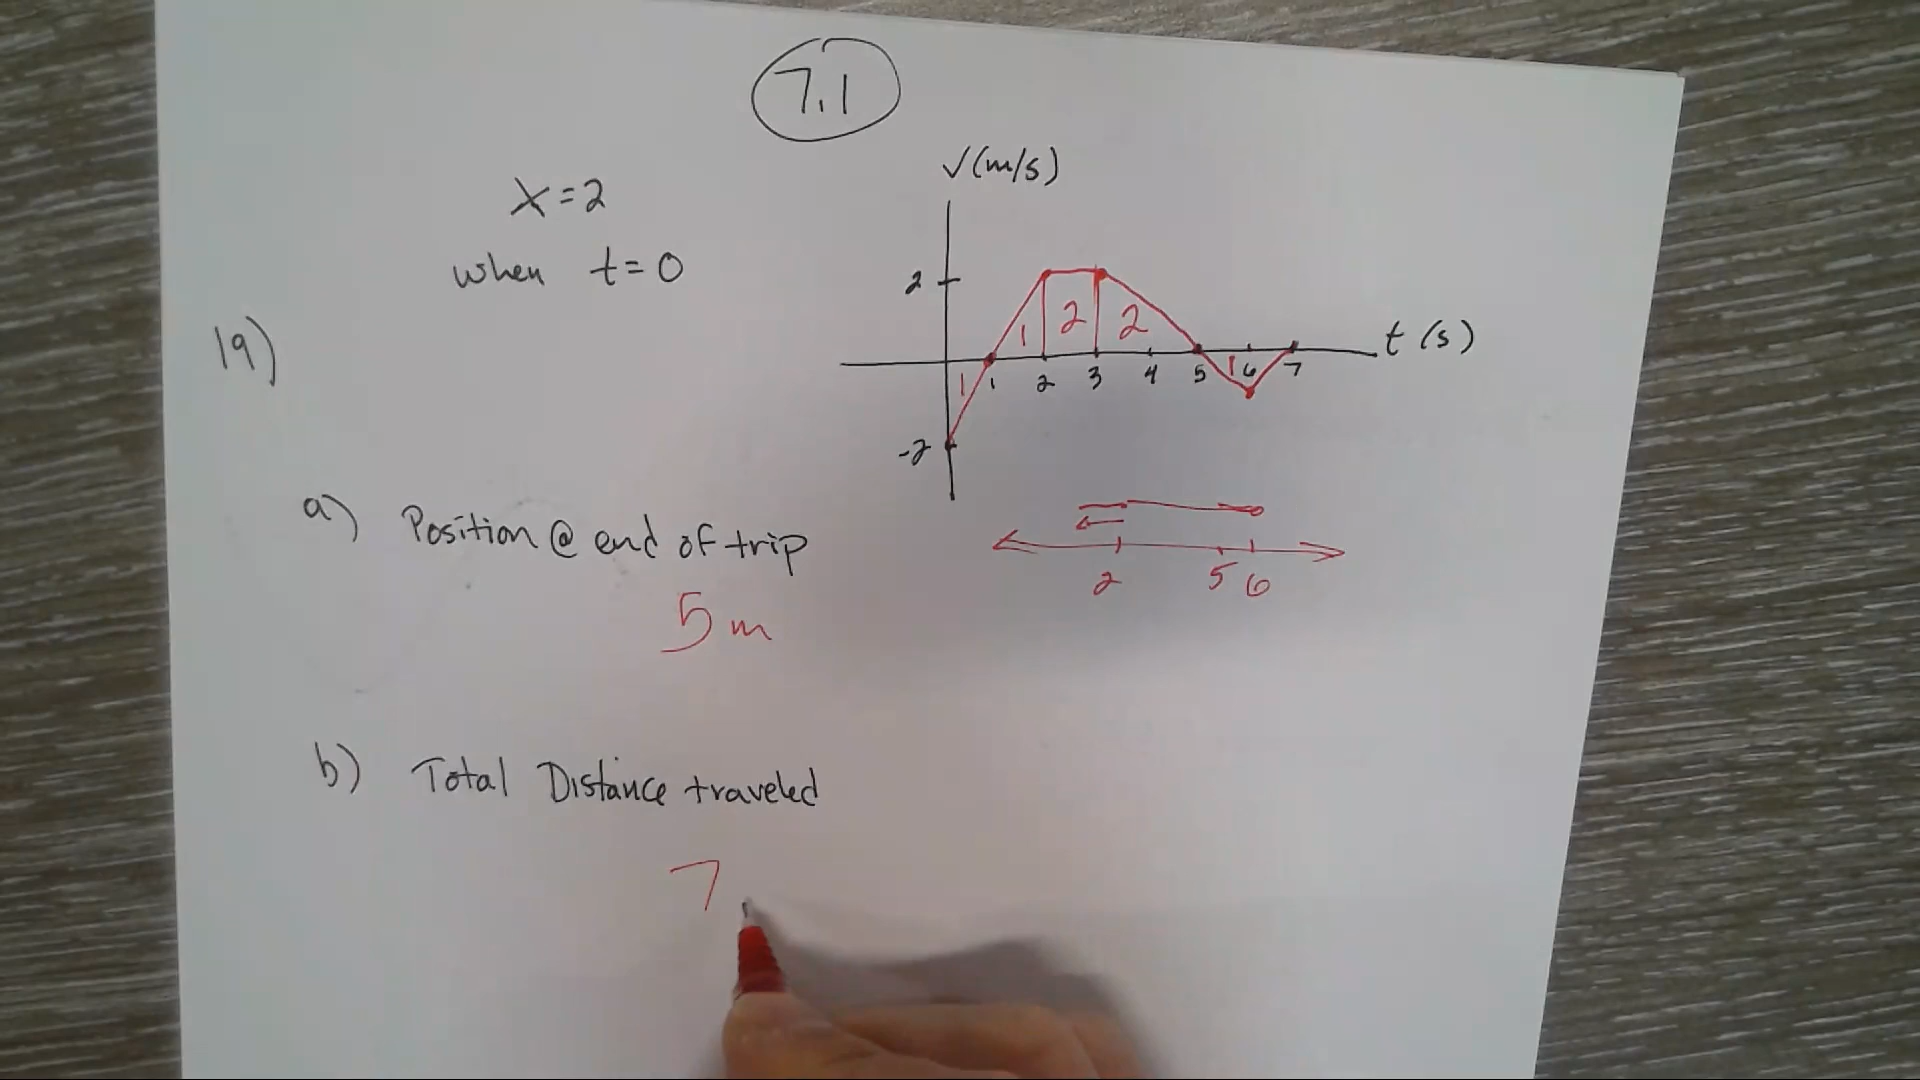 7.1
x=2
when t=0
19)
v(m/s)
2
1 2 2
t (s)
1 1 2 3 4 5 1 6 7
-2
a) Position @ end of trip
2 5 6
5 m
b) Total Distance traveled
7